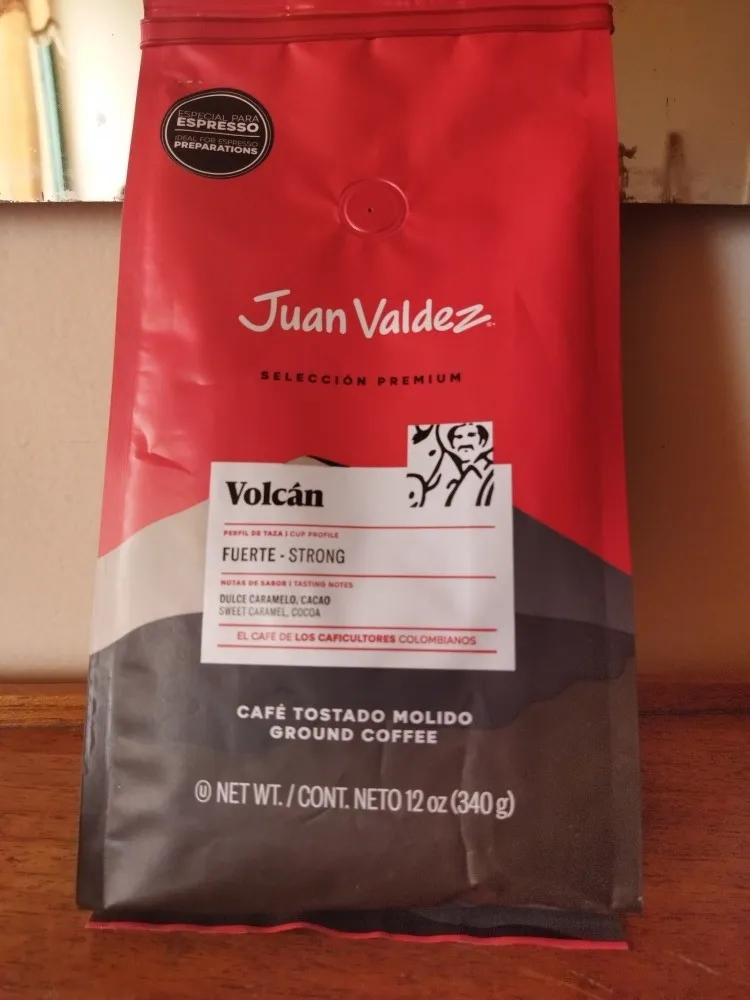 ESPECIAL PARA
ESPRESSO
IDEAL FOR ESPRESSO
PREPARATIONS
Juan Valdez
SELECCIÓN PREMIUM
Volcán
PERFIL DE TAZA | CUP PROFILE
FUERTE - STRONG
NOTAS DE SABOR | TASTING NOTES
DULCE CARAMELO, CACAO
SWEET CARAMEL, COCOA
EL CAFÉ DE LOS CAFICULTORES COLOMBIANOS
CAFÉ TOSTADO MOLIDO
GROUND COFFEE
Ⓤ NET WT. / CONT. NETO 12 oz (340 g)